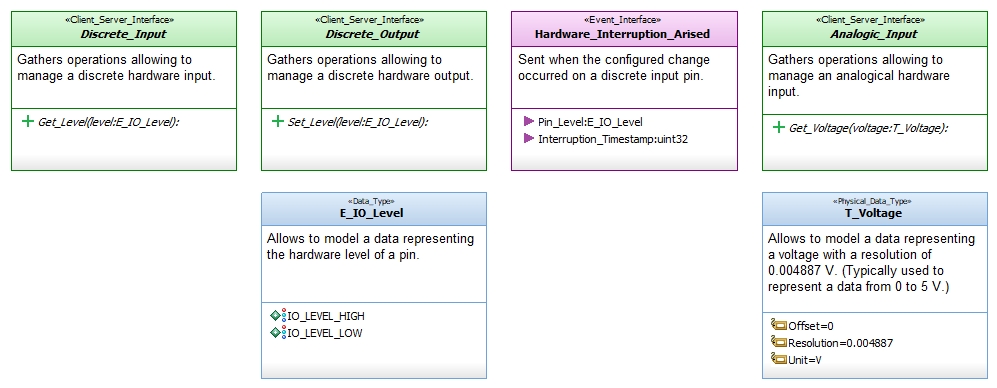 «Client_Server_Interface»
Discrete_Input
Gathers operations allowing to
manage a discrete hardware input.
Get_Level(level:E_IO_Level):
«Client_Server_Interface»
Discrete_Output
Gathers operations allowing to
manage a discrete hardware output.
Set_Level(level:E_IO_Level):
«Event_Interface»
Hardware_Interruption_Arised
Sent when the configured change
occurred on a discrete input pin.
Pin_Level:E_IO_Level
Interruption_Timestamp:uint32
«Client_Server_Interface»
Analogic_Input
Gathers operations allowing to
manage an analogical hardware
input.
Get_Voltage(voltage:T_Voltage):
«Data_Type»
E_IO_Level
Allows to model a data representing
the hardware level of a pin.
IO_LEVEL_HIGH
IO_LEVEL_LOW
«Physical_Data_Type»
T_Voltage
Allows to model a data representing
a voltage with a resolution of
0.004887 V. (Typically used to
represent a data from 0 to 5 V.)
Offset=0
Resolution=0.004887
Unit=V